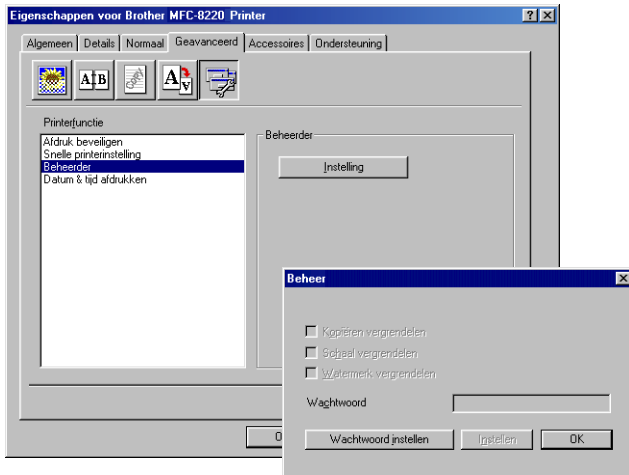 Eigenschappen voor Brother MFC-8220 Printer
Algemeen Details Normaal Geavanceerd Accessoires Ondersteuning
A B
A A
Printerfunctie
Afdruk beveiligen
Snelle printerinstelling
Beheerder
Datum & tijd afdrukken
Beheerder
Instelling
Beheer
Kopiëren vergrendelen
Schaal vergrendelen
Watermerk vergrendelen
Wachtwoord
Wachtwoord instellen Instellen OK